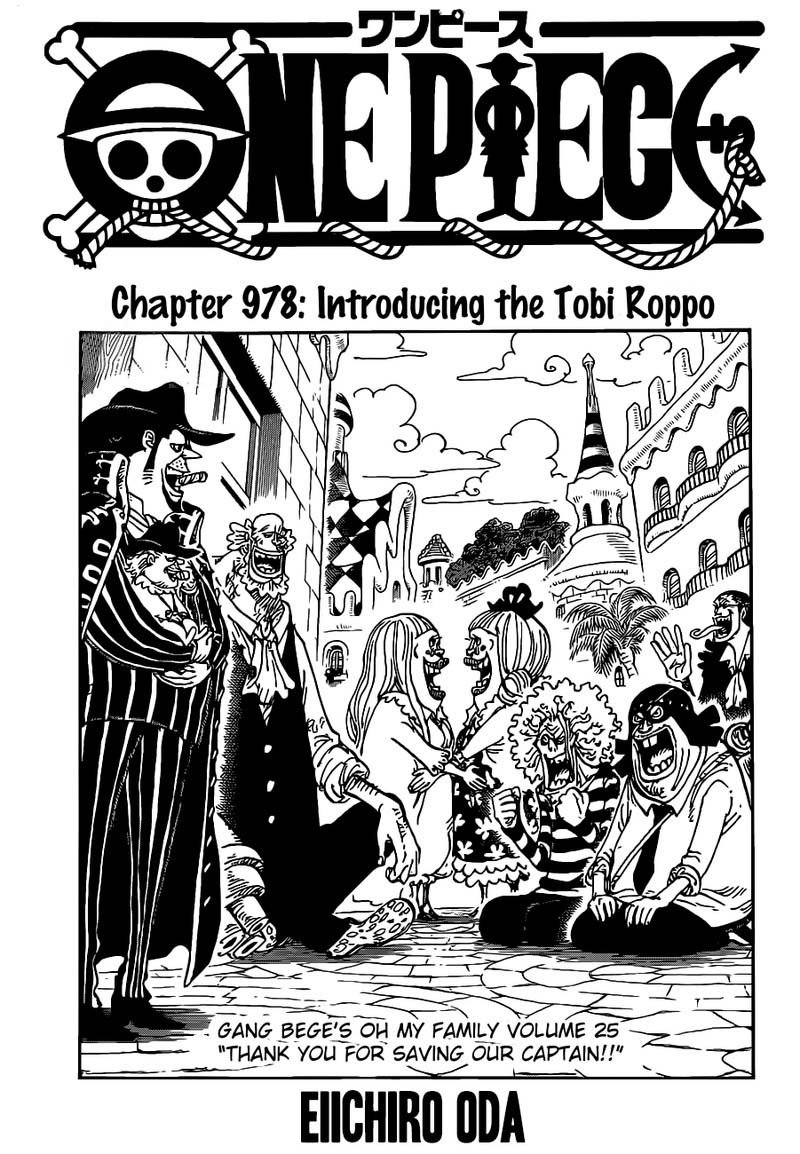 ワンピース
ONE PIECE
Chapter 978: Introducing the Tobi Roppo
GANG BEGE'S OH MY FAMILY VOLUME 25
"THANK YOU FOR SAVING OUR CAPTAIN!!"
EIICHIRO ODA